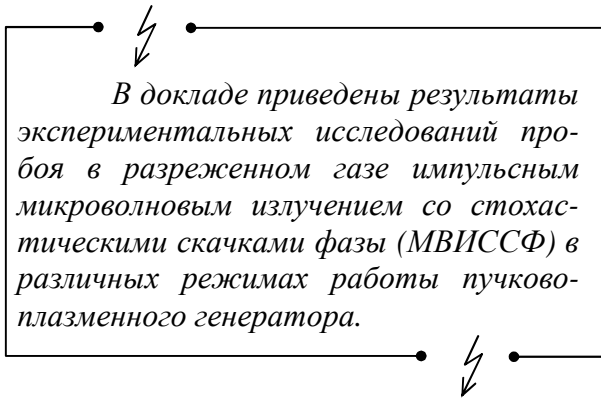 В докладе приведены результаты
экспериментальных исследований про-
боя в разреженном газе импульсным
микроволновым излучением со стохас-
тическими скачками фазы (МВИССФ) в
различных режимах работы пучково-
плазменного генератора.